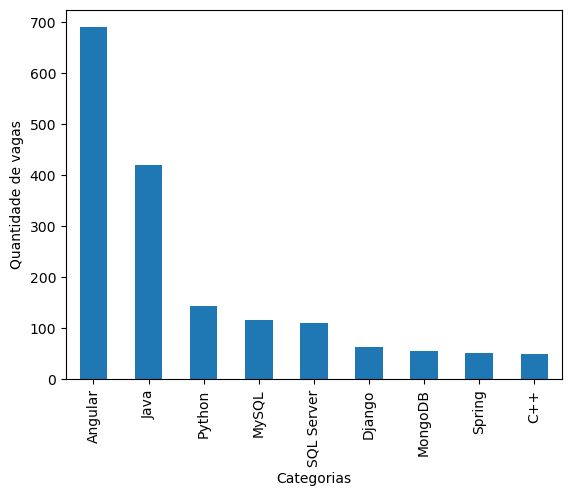 700
600
500
400
300
200
100
0
Quantidade de vagas
Angular
Java
Python
MySQL
SQL Server
Django
MongoDB
Spring
C++
Categorias